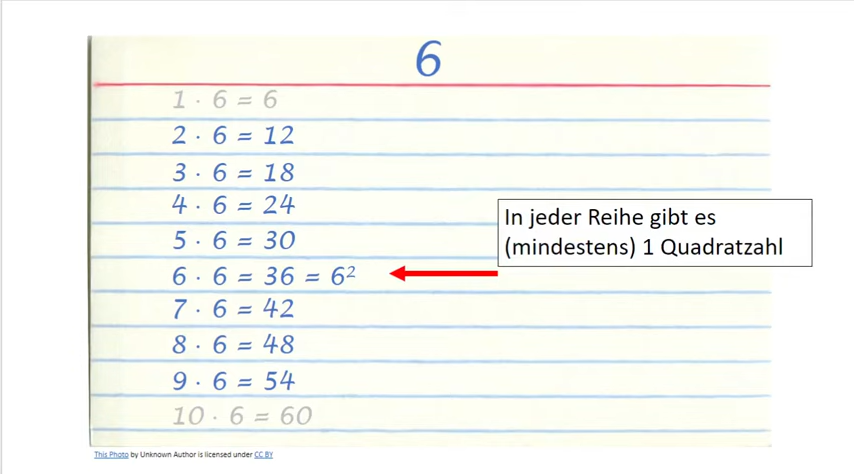 6
1 · 6 = 6
2 · 6 = 12
3 · 6 = 18
4 · 6 = 24
5 · 6 = 30
6 · 6 = 36 = 6²
7 · 6 = 42
8 · 6 = 48
9 · 6 = 54
10 · 6 = 60
In jeder Reihe gibt es
(mindestens) 1 Quadratzahl
This Photo by Unknown Author is licensed under CC BY